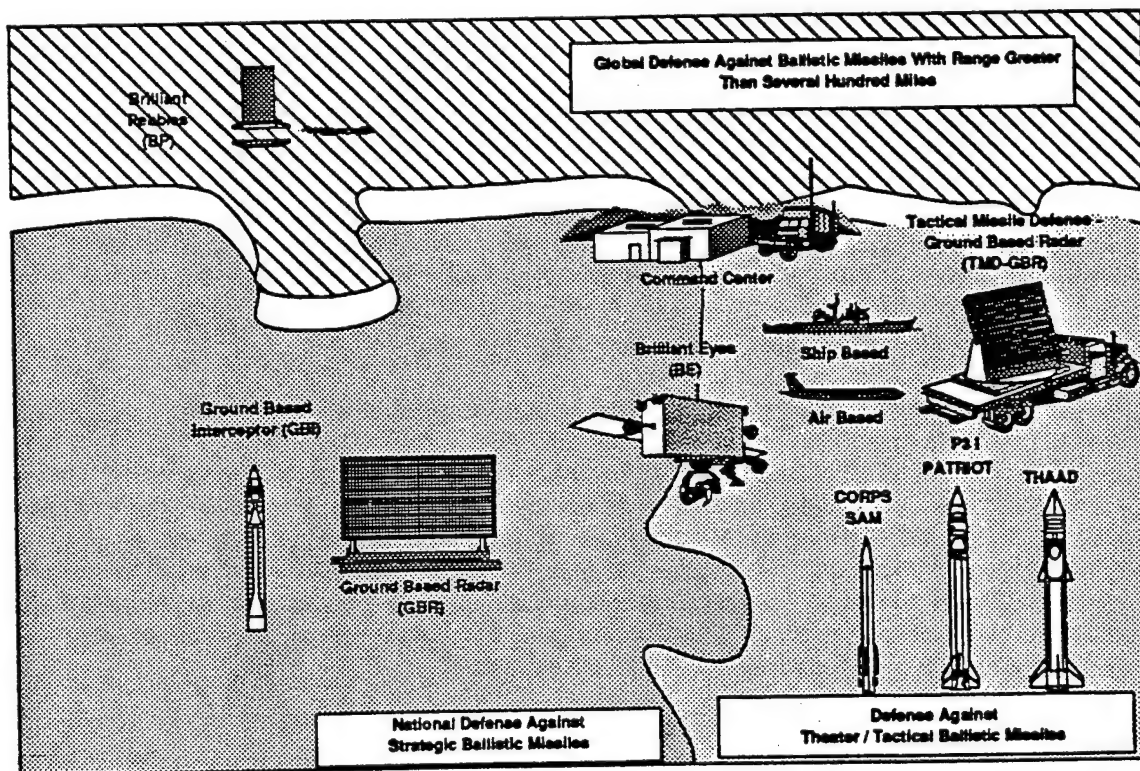 Global Defense Against Ballistic Missiles With Range Greater
Than Several Hundred Miles
Brilliant
Pebbles
(BP)
Command Center
Tactical Missile Defense -
Ground Based Radar
(TMD-GBR)
Ship Based
Brilliant Eyes
(BE)
Air Based
Ground Based
Interceptor (GBI)
P3 I
PATRIOT
THAAD
CORPS
SAM
Ground Based Radar
(GBR)
National Defense Against
Strategic Ballistic Missiles
Defense Against
Theater / Tactical Ballistic Missiles